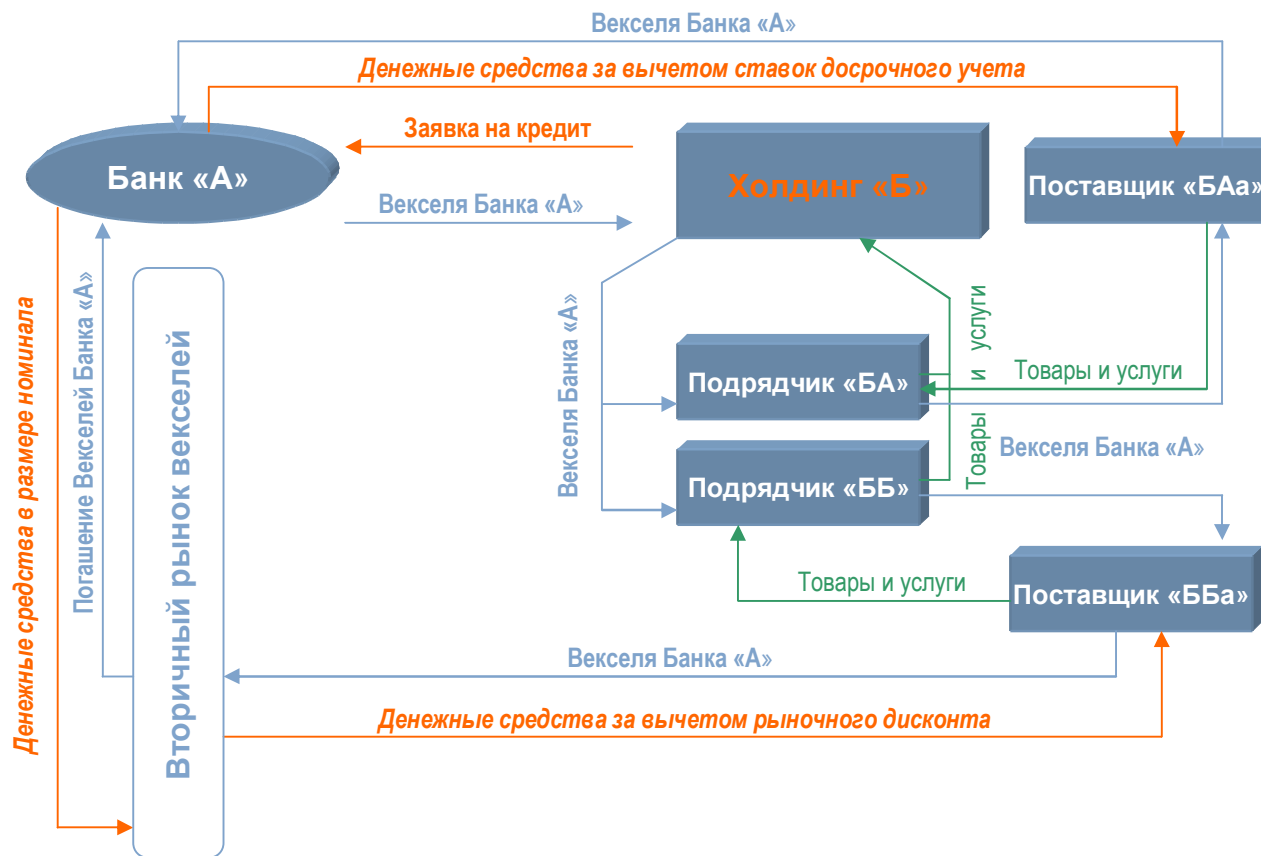 Векселя Банка «А»
Денежные средства за вычетом ставок досрочного учета
Заявка на кредит
Банк «А»
Холдинг «Б»
Поставщик «БАа»
Векселя Банка «А»
Денежные средства в размере номинала
Погашение Векселей Банка «А»
Вторичный рынок векселей
Векселя Банка «А»
Товары и услуги
Подрядчик «БА»
Товары и услуги
Векселя Банка «А»
Подрядчик «ББ»
Товары и услуги
Поставщик «ББа»
Векселя Банка «А»
Денежные средства за вычетом рыночного дисконта